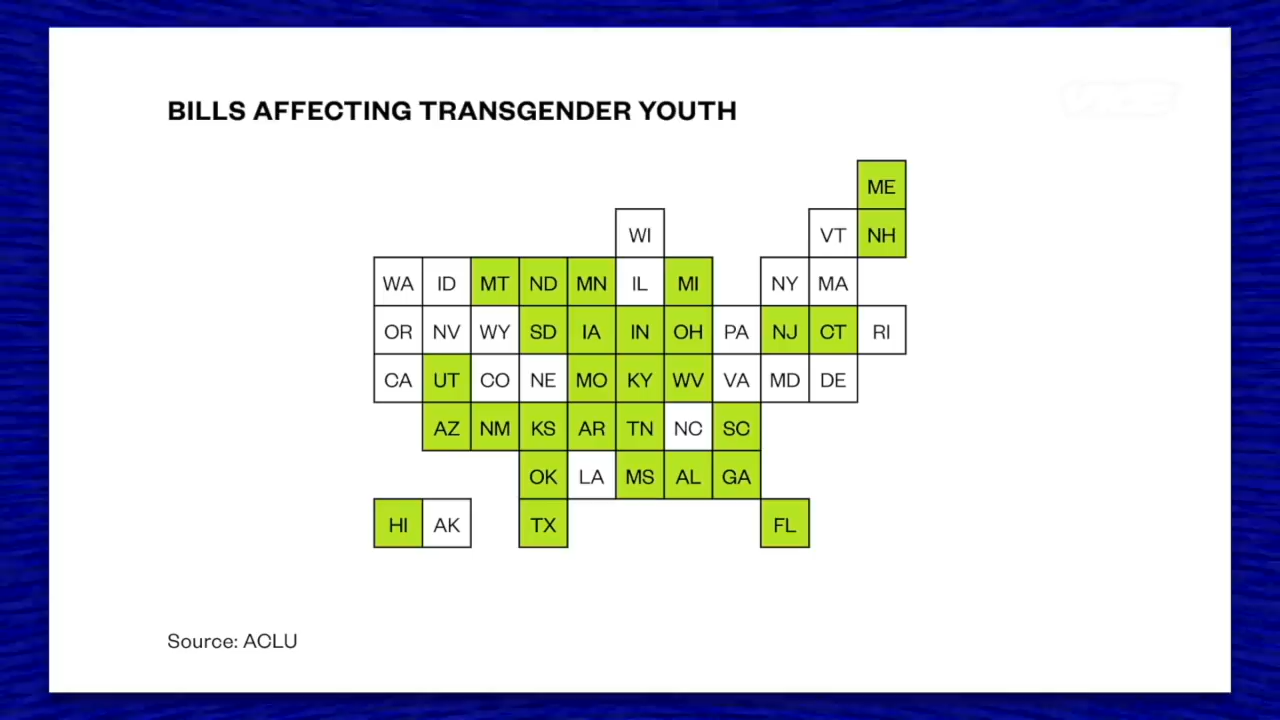 BILLS AFFECTING TRANSGENDER YOUTH
VICE
ME
WI VT NH
WA ID MT ND MN IL MI NY MA
OR NV WY SD IA IN OH PA NJ CT RI
CA UT CO NE MO KY WV VA MD DE
AZ NM KS AR TN NC SC
OK LA MS AL GA
HI AK TX FL
Source: ACLU